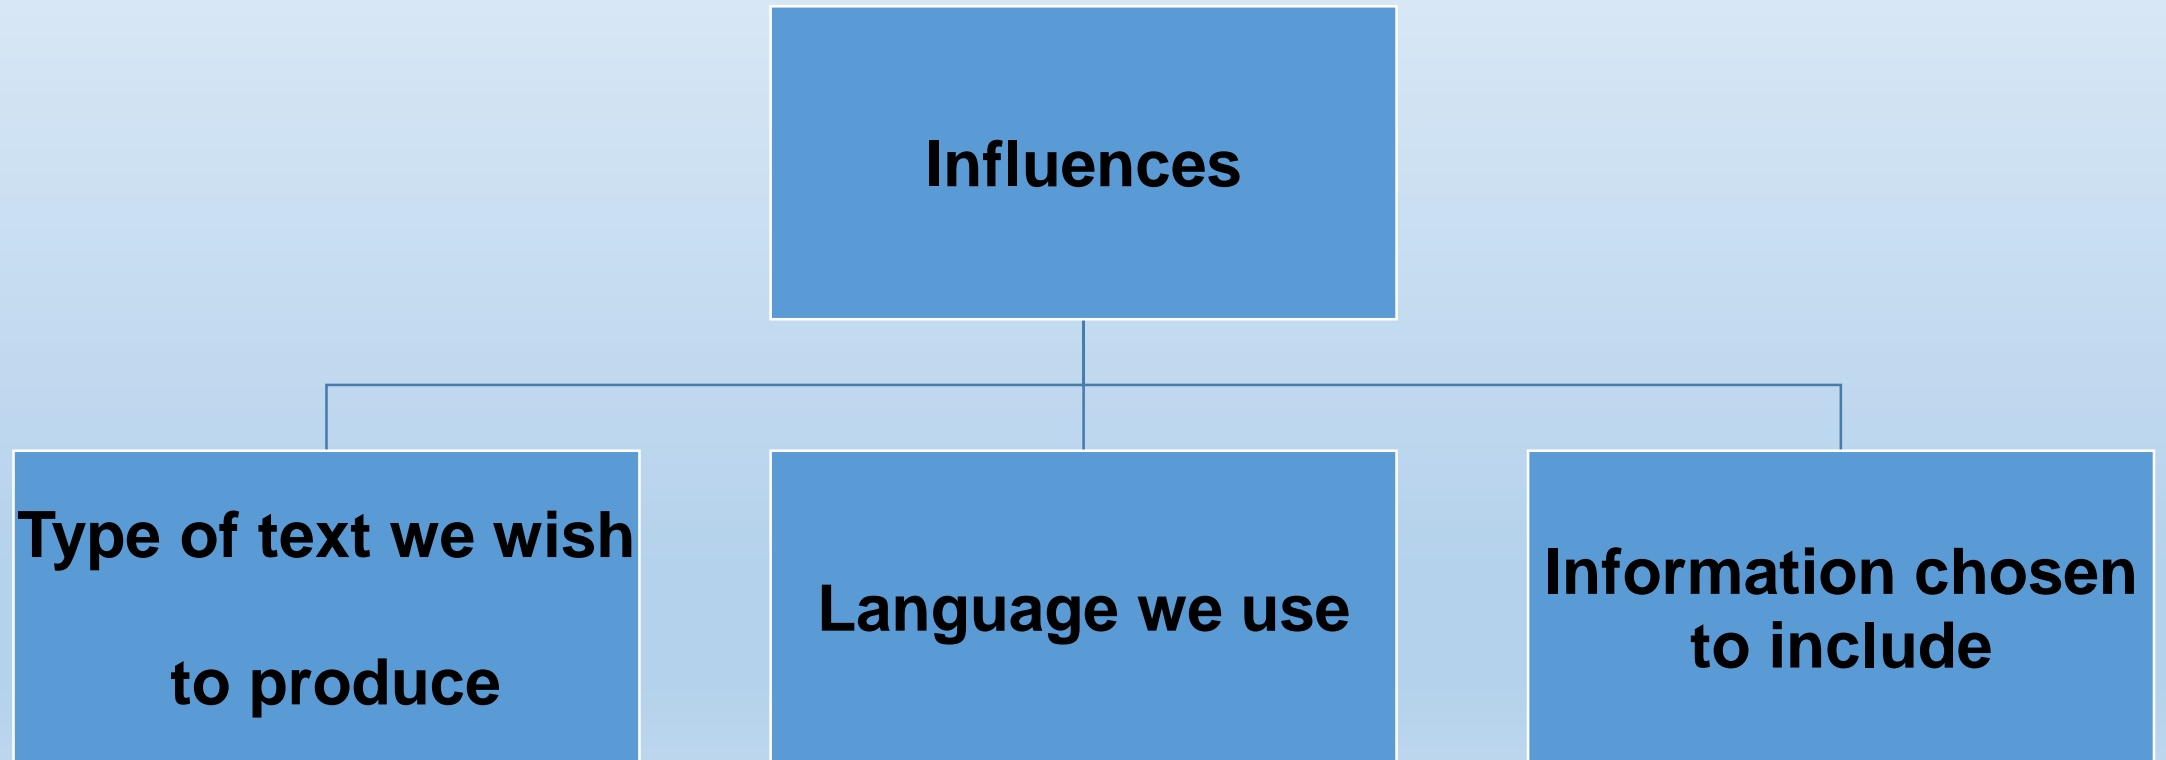 Influences
Type of text we wish
to produce
Language we use
Information chosen
to include